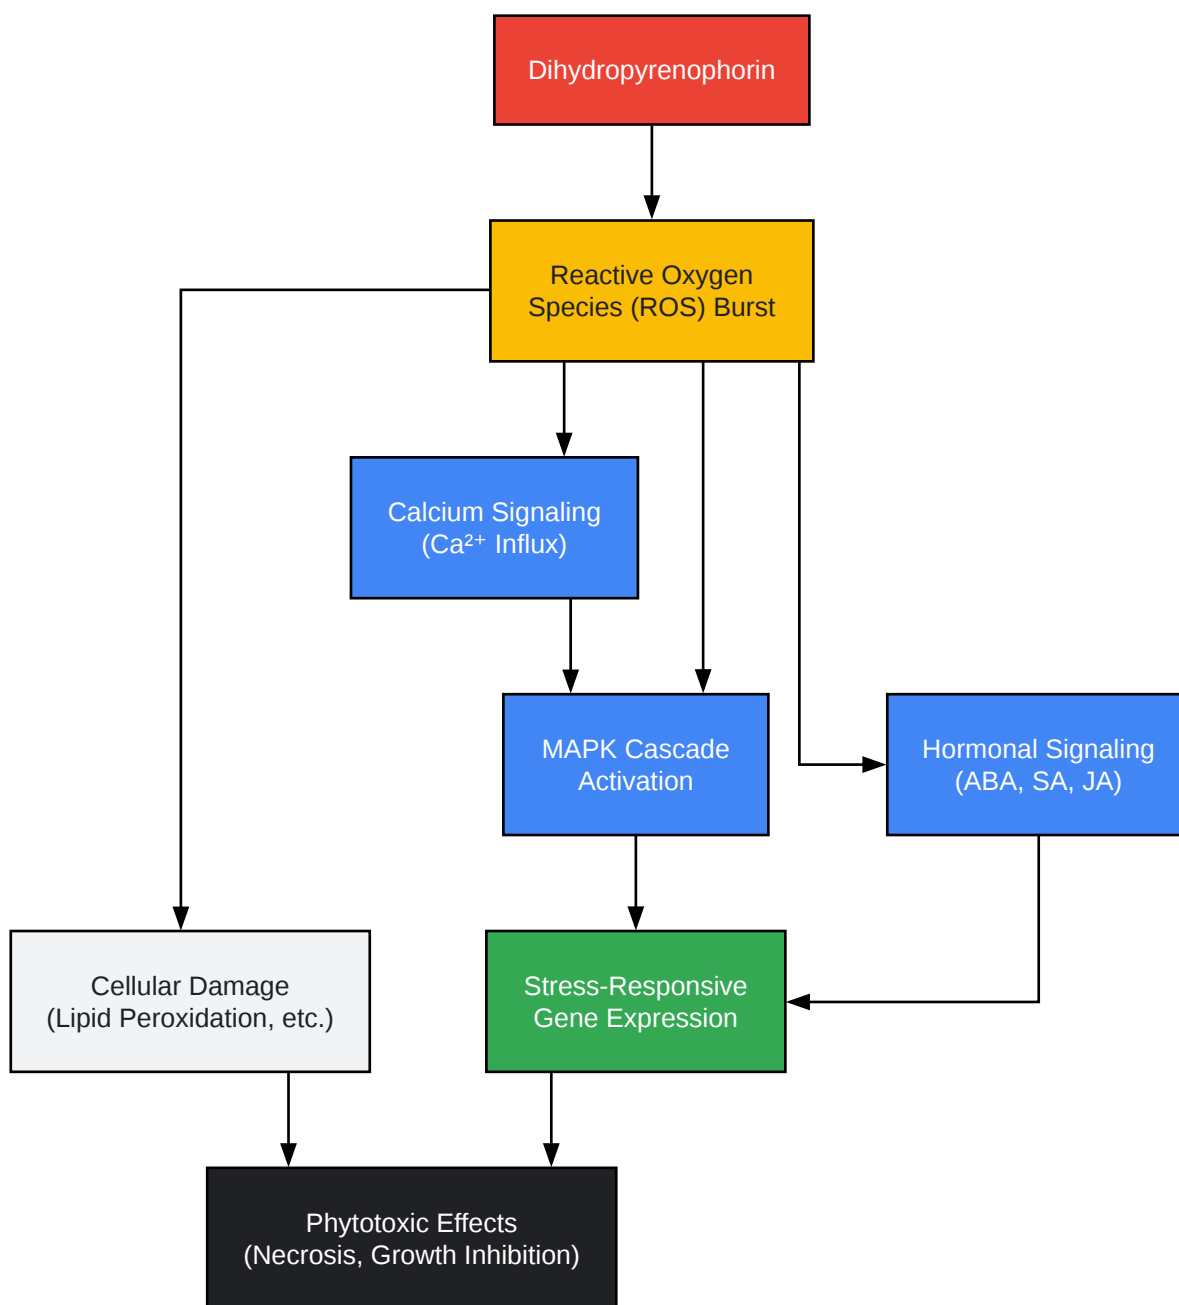 Dihydropyrenophorin
Reactive Oxygen
Species (ROS) Burst
Calcium Signaling
(Ca²⁺ Influx)
MAPK Cascade
Activation
Hormonal Signaling
(ABA, SA, JA)
Cellular Damage
(Lipid Peroxidation, etc.)
Stress-Responsive
Gene Expression
Phytotoxic Effects
(Necrosis, Growth Inhibition)